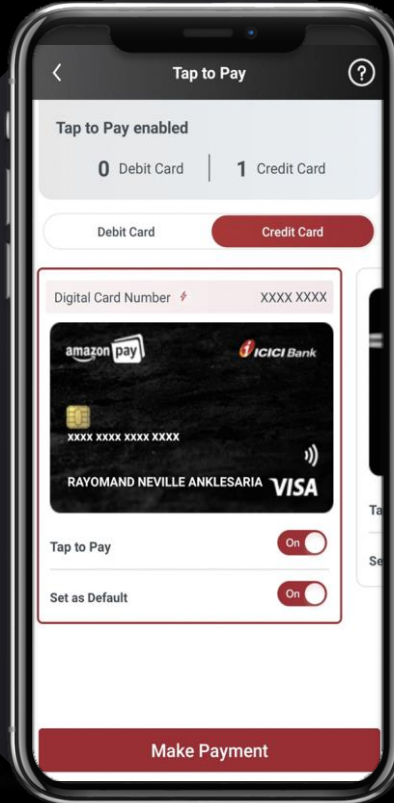 Tap to Pay
?
Tap to Pay enabled
0 Debit Card | 1 Credit Card
Debit Card Credit Card
Digital Card Number XXXX XXXX
amazon pay ICICI Bank
XXXX XXXX XXXX XXXX
RAYOMAND NEVILLE ANKLESARIA VISA
Tap to Pay On
Set as Default On
Ta
Se
Make Payment